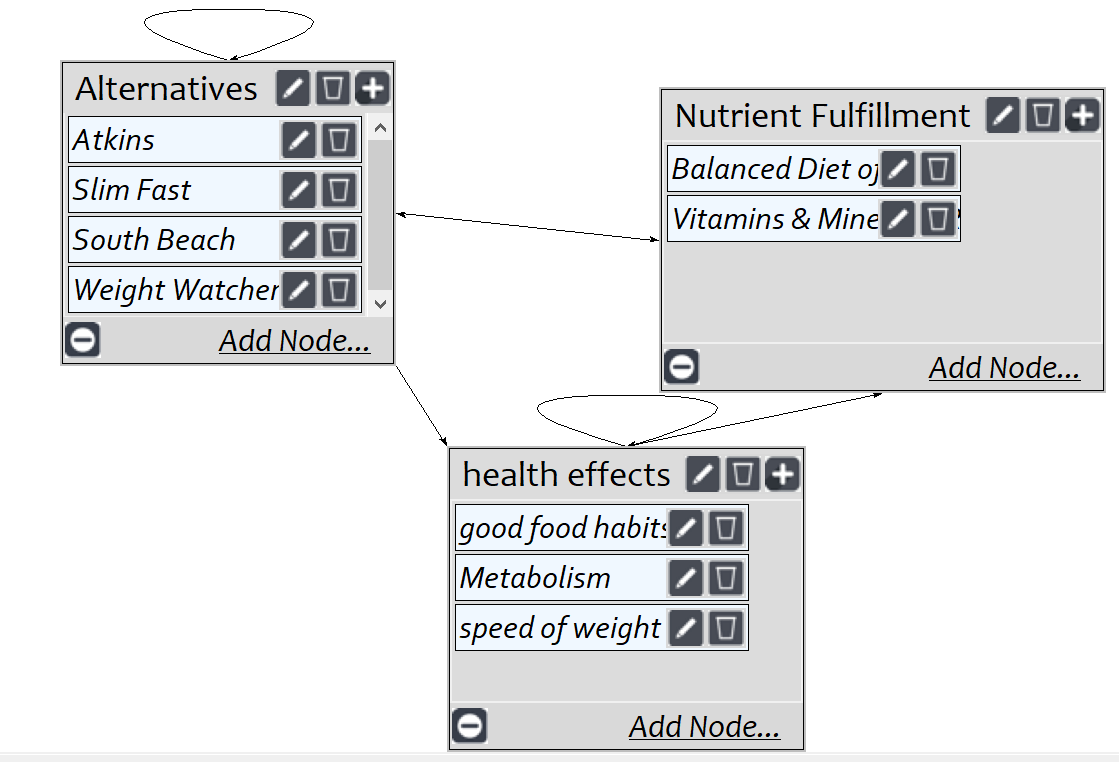 Alternatives
Atkins
Slim Fast
South Beach
Weight Watcher
Add Node...
Nutrient Fulfillment
Balanced Diet of
Vitamins & Mine
Add Node...
health effects
good food habits
Metabolism
speed of weight
Add Node...